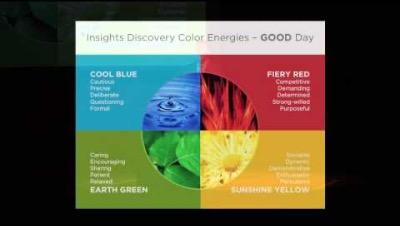 Insights Discovery Color Energies – GOOD Day
COOL BLUE
Cautious
Precise
Deliberate
Questioning
Formal
FIERY RED
Competitive
Demanding
Determined
Strong-willed
Purposeful
Caring
Encouraging
Sharing
Patient
Relaxed
EARTH GREEN
Sociable
Dynamic
Demonstrative
Enthusiastic
Persuasive
SUNSHINE YELLOW